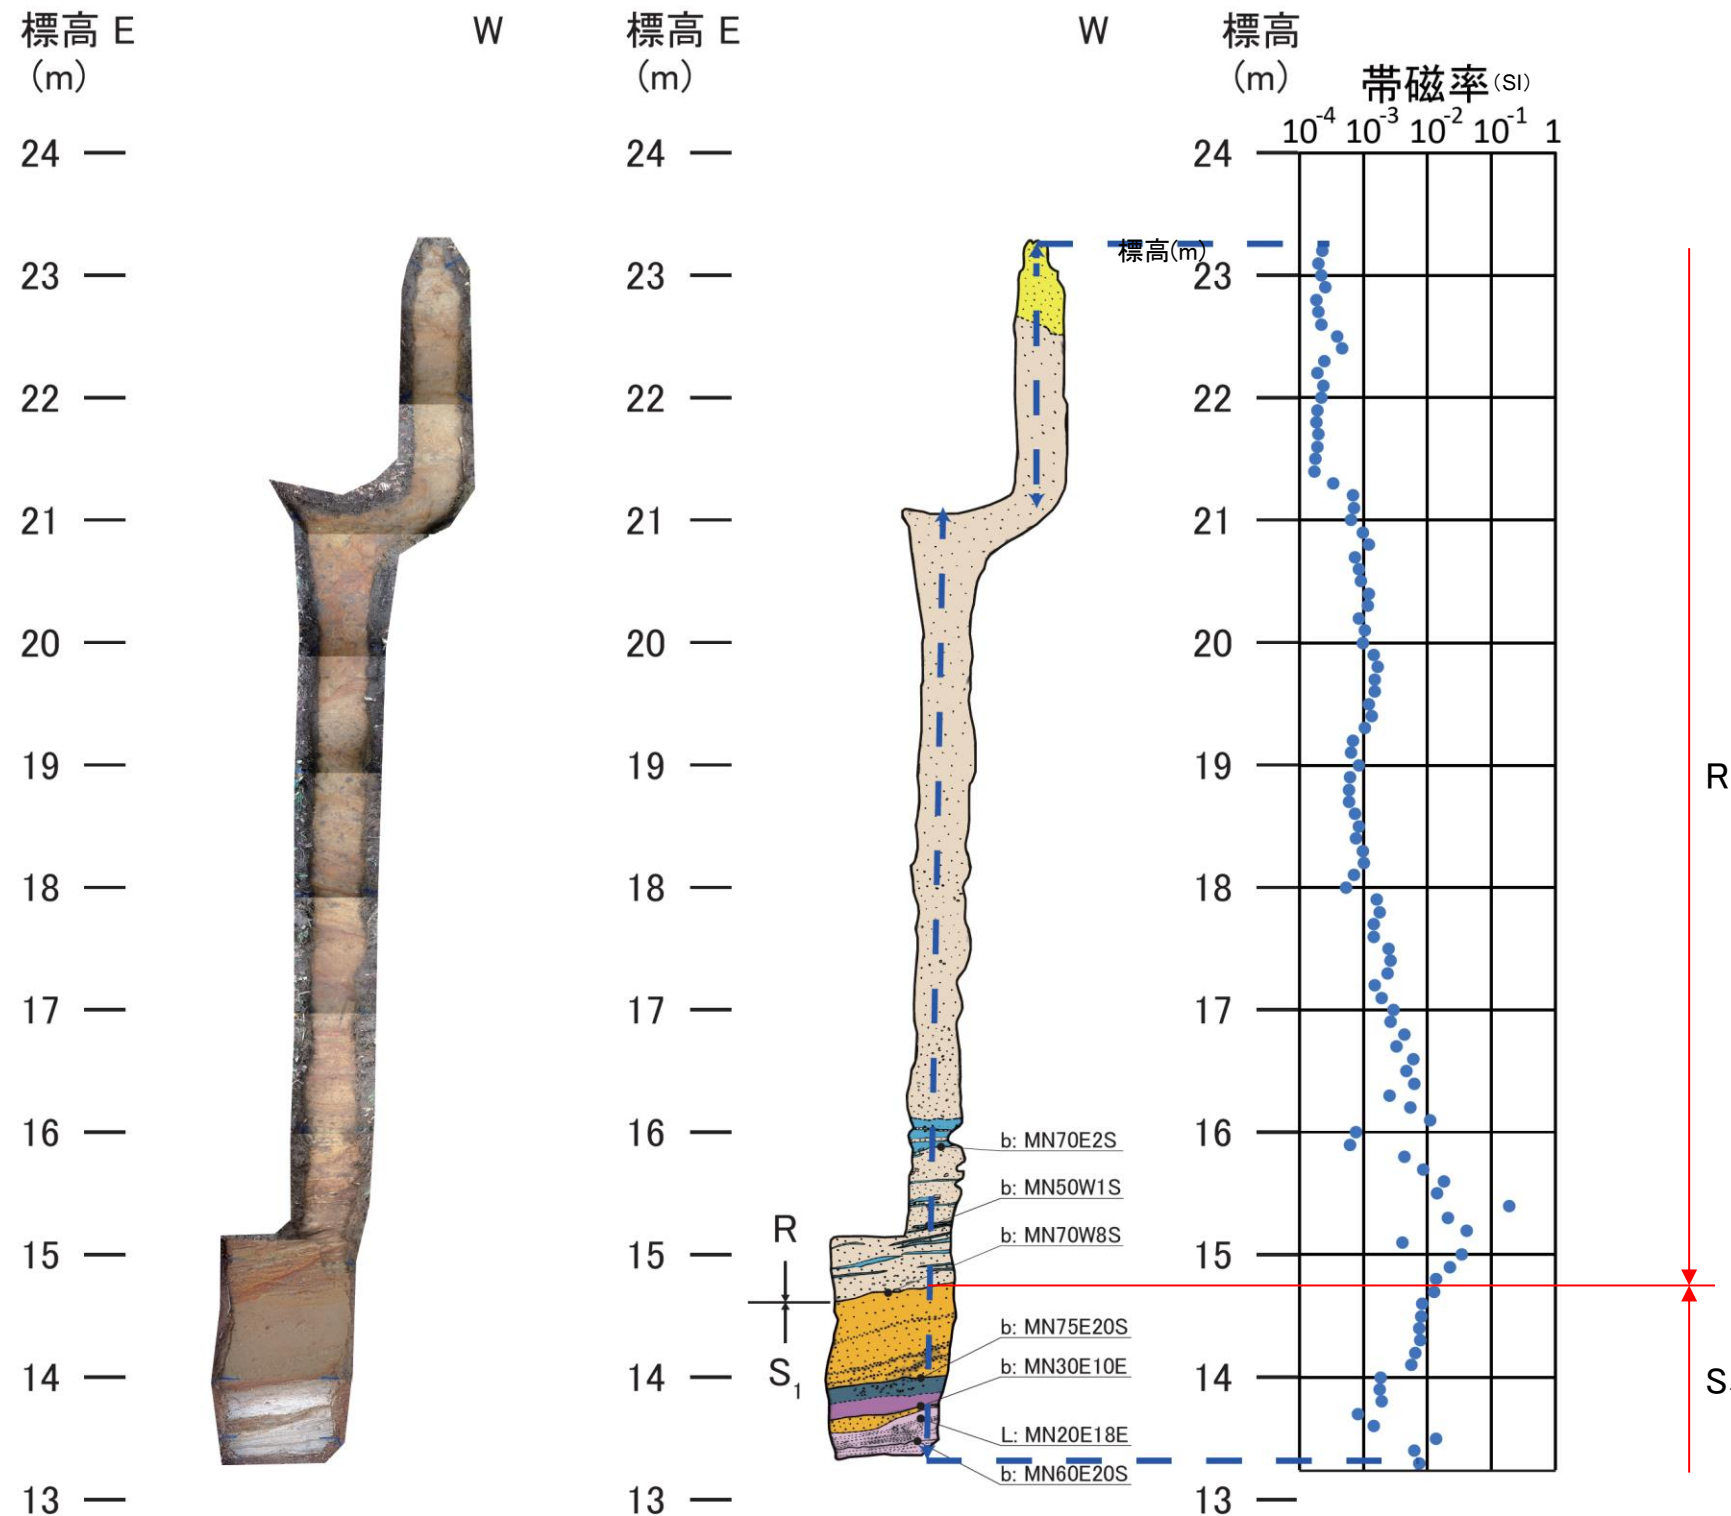 標高 E W
(m)
24
23
22
21
20
19
18
17
16
15
14
13
標高 E W
(m)
24
23
22
21
20
19
18
17
16
15
14
13
R
S1
b: MN70E2S
b: MN50W1S
b: MN70W8S
b: MN75E20S
b: MN30E10E
L: MN20E18E
b: MN60E20S
標高(m)
標高
(m)
帯磁率(SI)
10-4 10-3 10-2 10-1 1
24
23
22
21
20
19
18
17
16
15
14
13
R
S